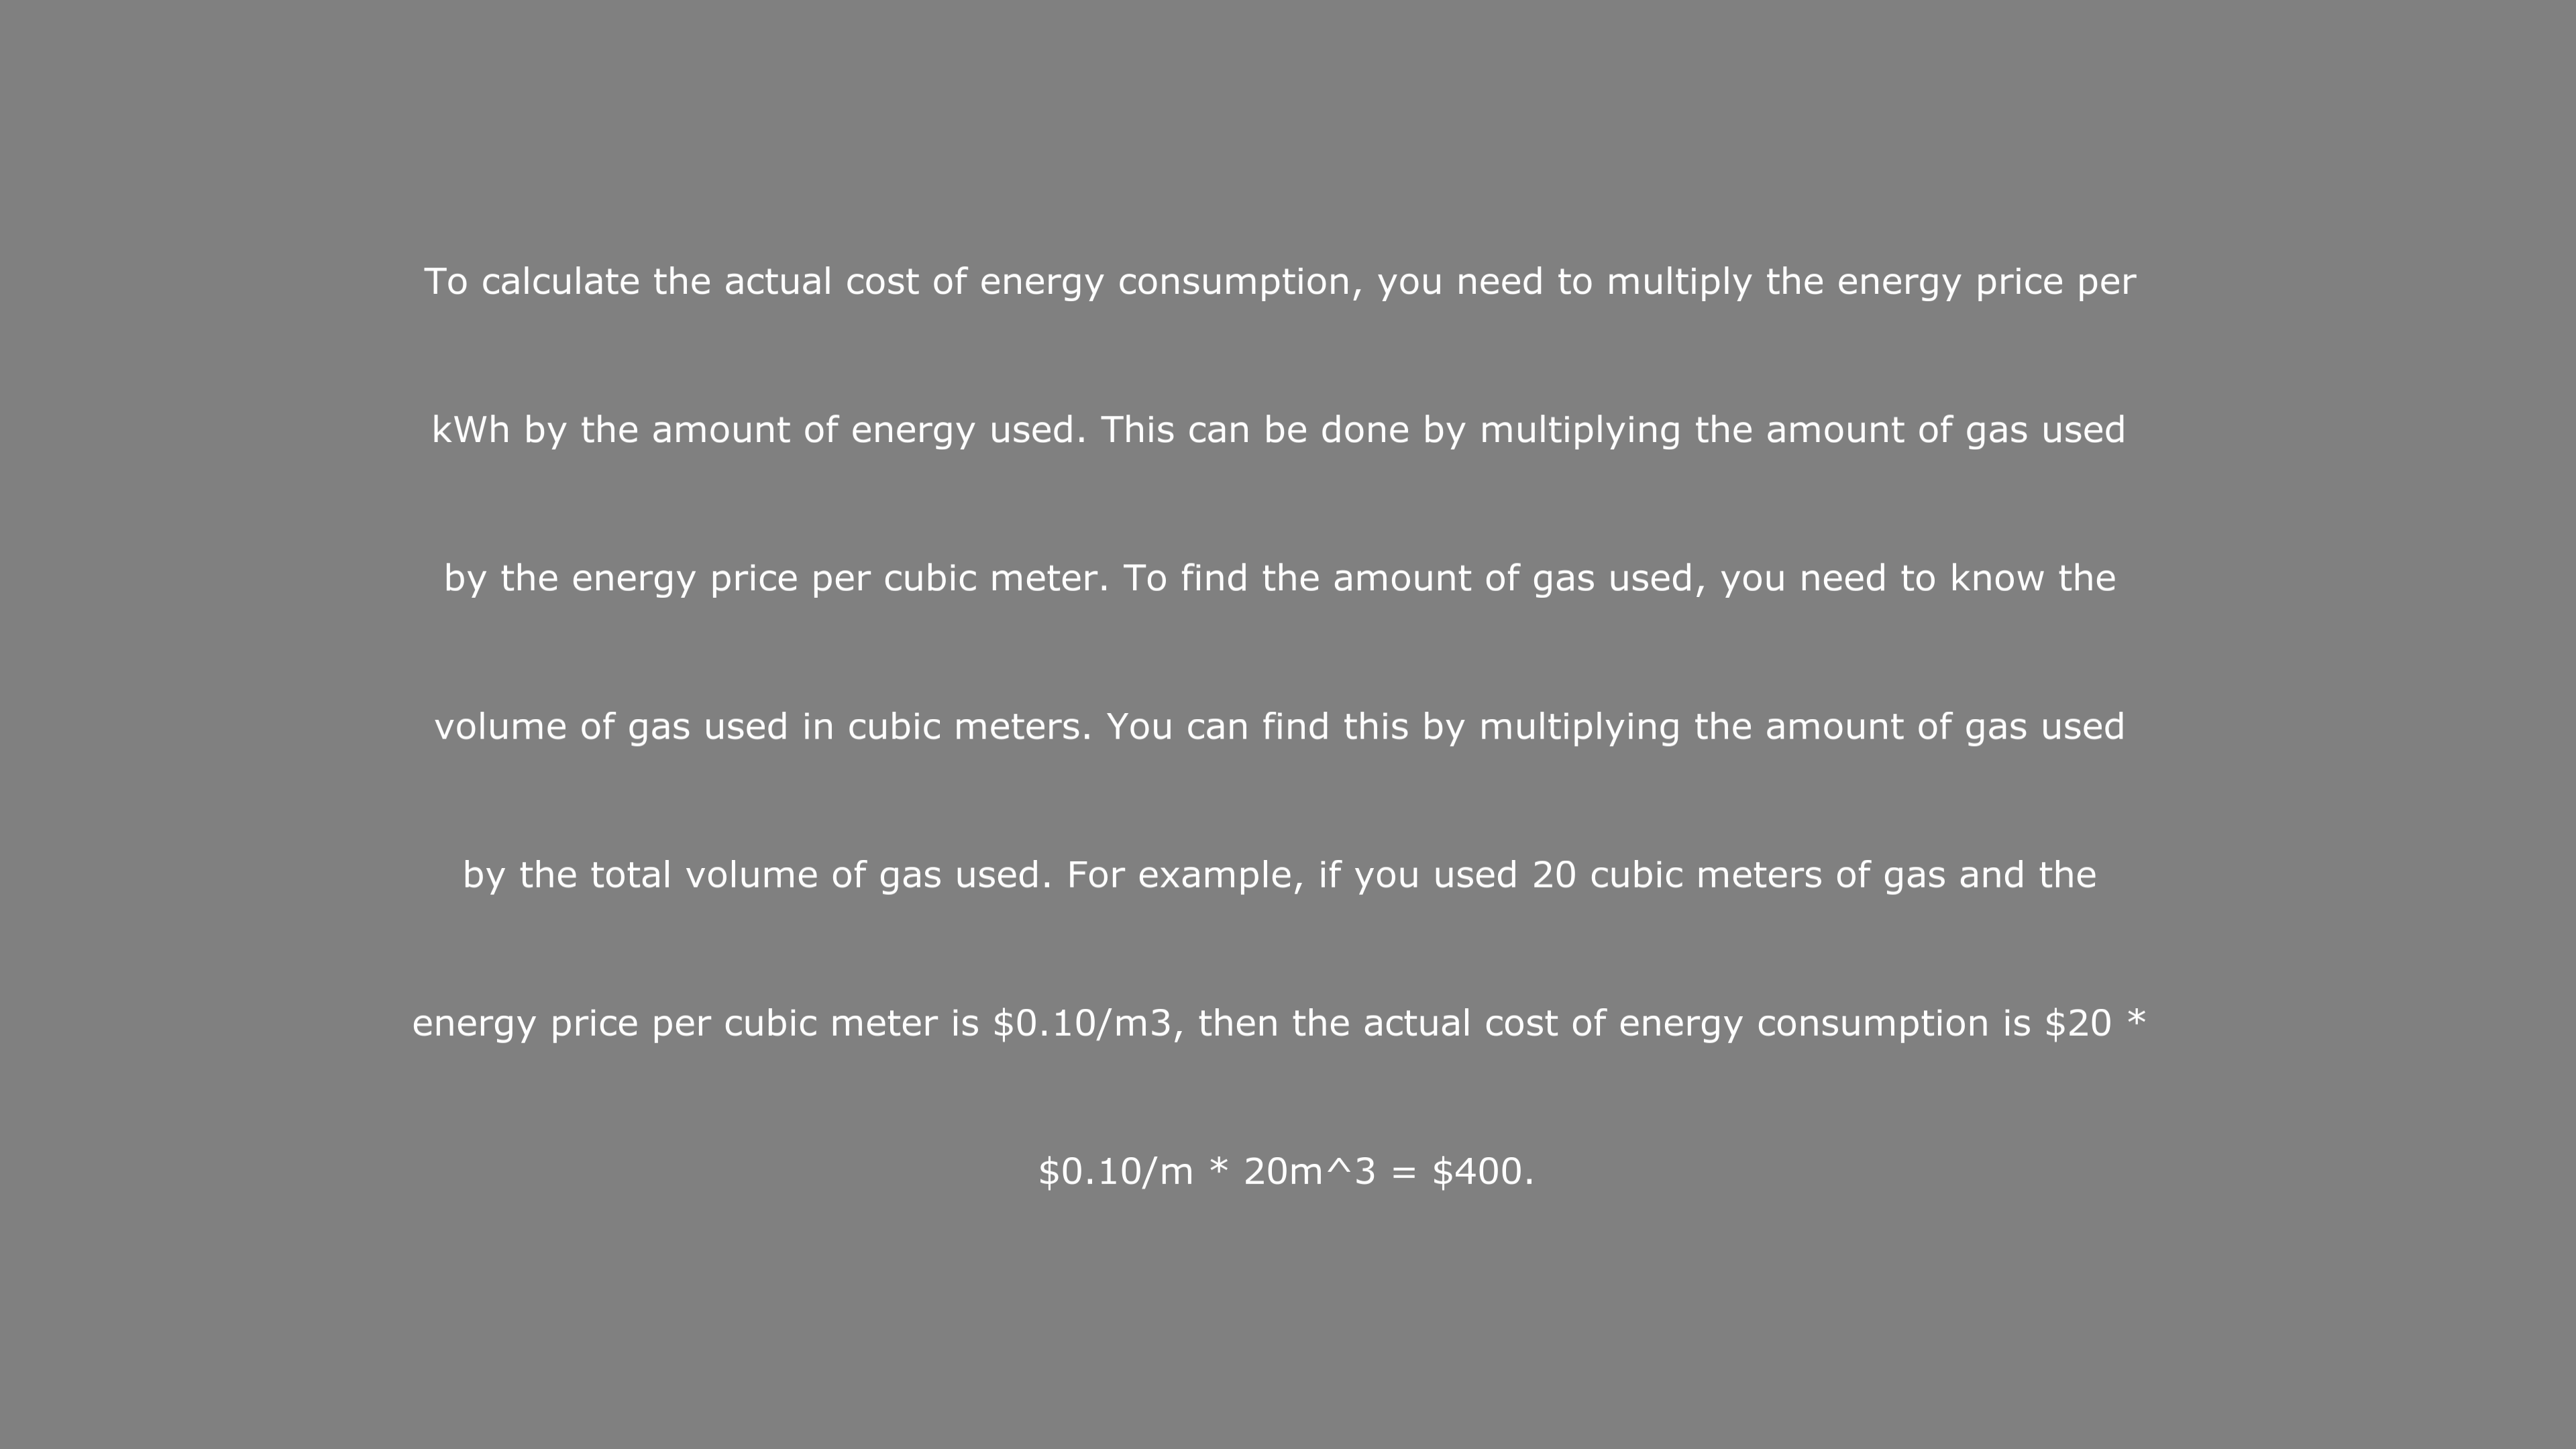 To calculate the actual cost of energy consumption, you need to multiply the energy price per
kWh by the amount of energy used. This can be done by multiplying the amount of gas used
by the energy price per cubic meter. To find the amount of gas used, you need to know the
volume of gas used in cubic meters. You can find this by multiplying the amount of gas used
by the total volume of gas used. For example, if you used 20 cubic meters of gas and the
energy price per cubic meter is $0.10/m3, then the actual cost of energy consumption is $20 *
$0.10/m * 20m^3 = $400.